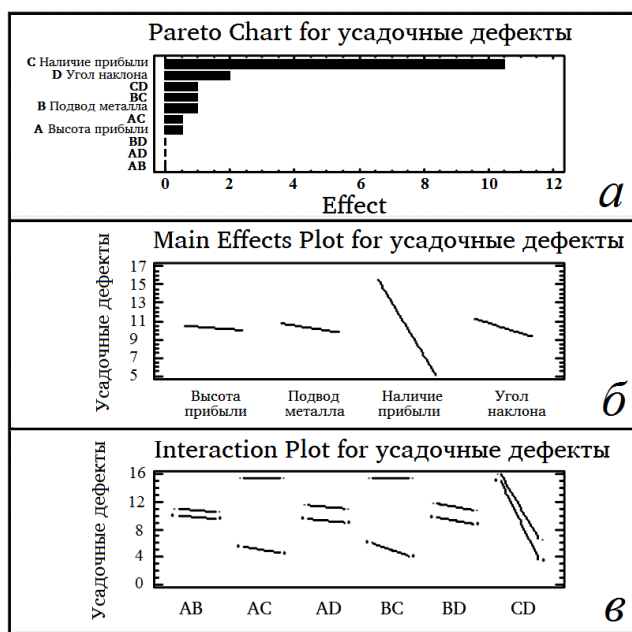 Pareto Chart for усадочные дефекты
C Наличие прибыли
D Угол наклона
CD
BC
B Подвод металла
AC
A Высота прибыли
BD
AD
AB
0 2 4 6 8 10 12
Effect
а
Main Effects Plot for усадочные дефекты
Усадочные дефекты
17
15
13
11
9
7
5
Высота прибыли
Подвод металла
Наличие прибыли
Угол наклона
б
Interaction Plot for усадочные дефекты
Усадочные дефекты
16
12
8
4
0
AB AC AD BC BD CD
в